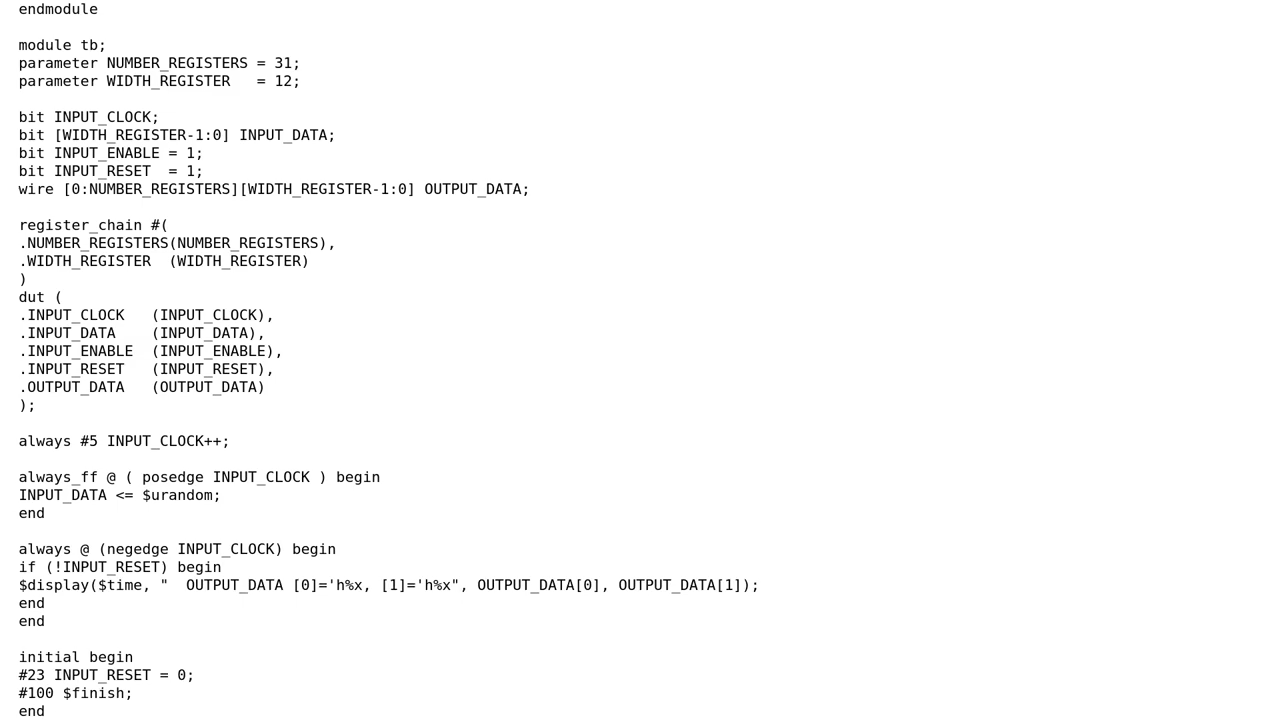 endmodule

module tb;
parameter NUMBER_REGISTERS = 31;
parameter WIDTH_REGISTER   = 12;

bit INPUT_CLOCK;
bit [WIDTH_REGISTER-1:0] INPUT_DATA;
bit INPUT_ENABLE = 1;
bit INPUT_RESET  = 1;
wire [0:NUMBER_REGISTERS][WIDTH_REGISTER-1:0] OUTPUT_DATA;

register_chain #(
.NUMBER_REGISTERS(NUMBER_REGISTERS),
.WIDTH_REGISTER  (WIDTH_REGISTER)
)
dut (
.INPUT_CLOCK   (INPUT_CLOCK),
.INPUT_DATA    (INPUT_DATA),
.INPUT_ENABLE  (INPUT_ENABLE),
.INPUT_RESET   (INPUT_RESET),
.OUTPUT_DATA   (OUTPUT_DATA)
);

always #5 INPUT_CLOCK++;

always_ff @ ( posedge INPUT_CLOCK ) begin
INPUT_DATA <= $urandom;
end

always @ (negedge INPUT_CLOCK) begin
if (!INPUT_RESET) begin
$display($time, "  OUTPUT_DATA [0]='h%x, [1]='h%x", OUTPUT_DATA[0], OUTPUT_DATA[1]);
end
end

initial begin
#23 INPUT_RESET = 0;
#100 $finish;
end